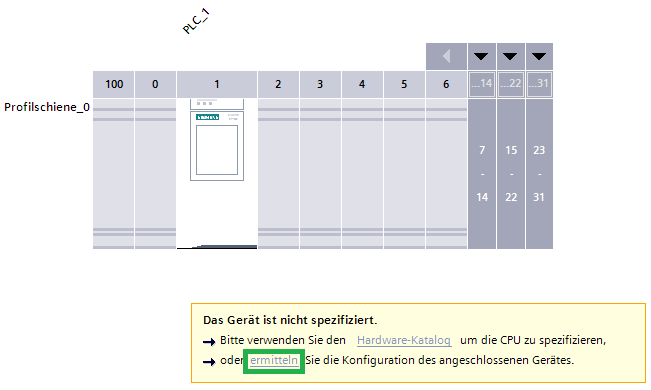 PLC_1
100 0 1 2 3 4 5 6 ...14 ...22 ...31
Profilschiene_0
SIEMENS
7 15 23
- - -
14 22 31
Das Gerät ist nicht spezifiziert.
Bitte verwenden Sie den Hardware-Katalog um die CPU zu spezifizieren,
oder ermitteln Sie die Konfiguration des angeschlossenen Gerätes.